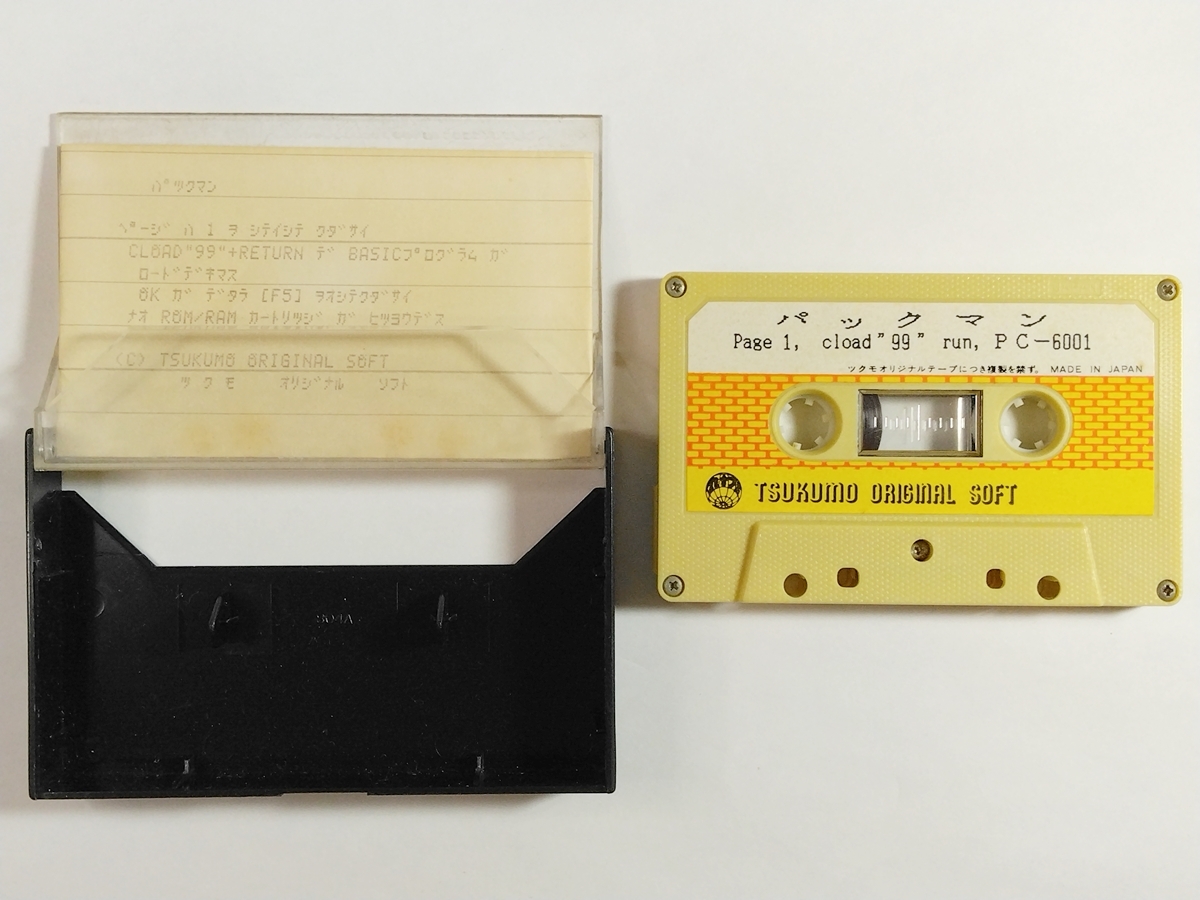 パックマン
ページ ハ 1 ヲ シテイシテ クダサイ
CLOAD"99"+RETURN デ BASICプログラム ガ
ロードデキマス
OK ガ デタラ [F5] ヲオシテクダサイ
ナオ ROM/RAM カートリッジ ガ ヒツヨウデス
(C) TSUKUMO ORIGINAL SOFT
ツクモ オリジナル ソフト
パックマン
Page 1, cload"99" run, PC-6001
ツクモオリジナルテープにつき複製を禁ず。 MADE IN JAPAN
TSUKUMO ORIGINAL SOFT